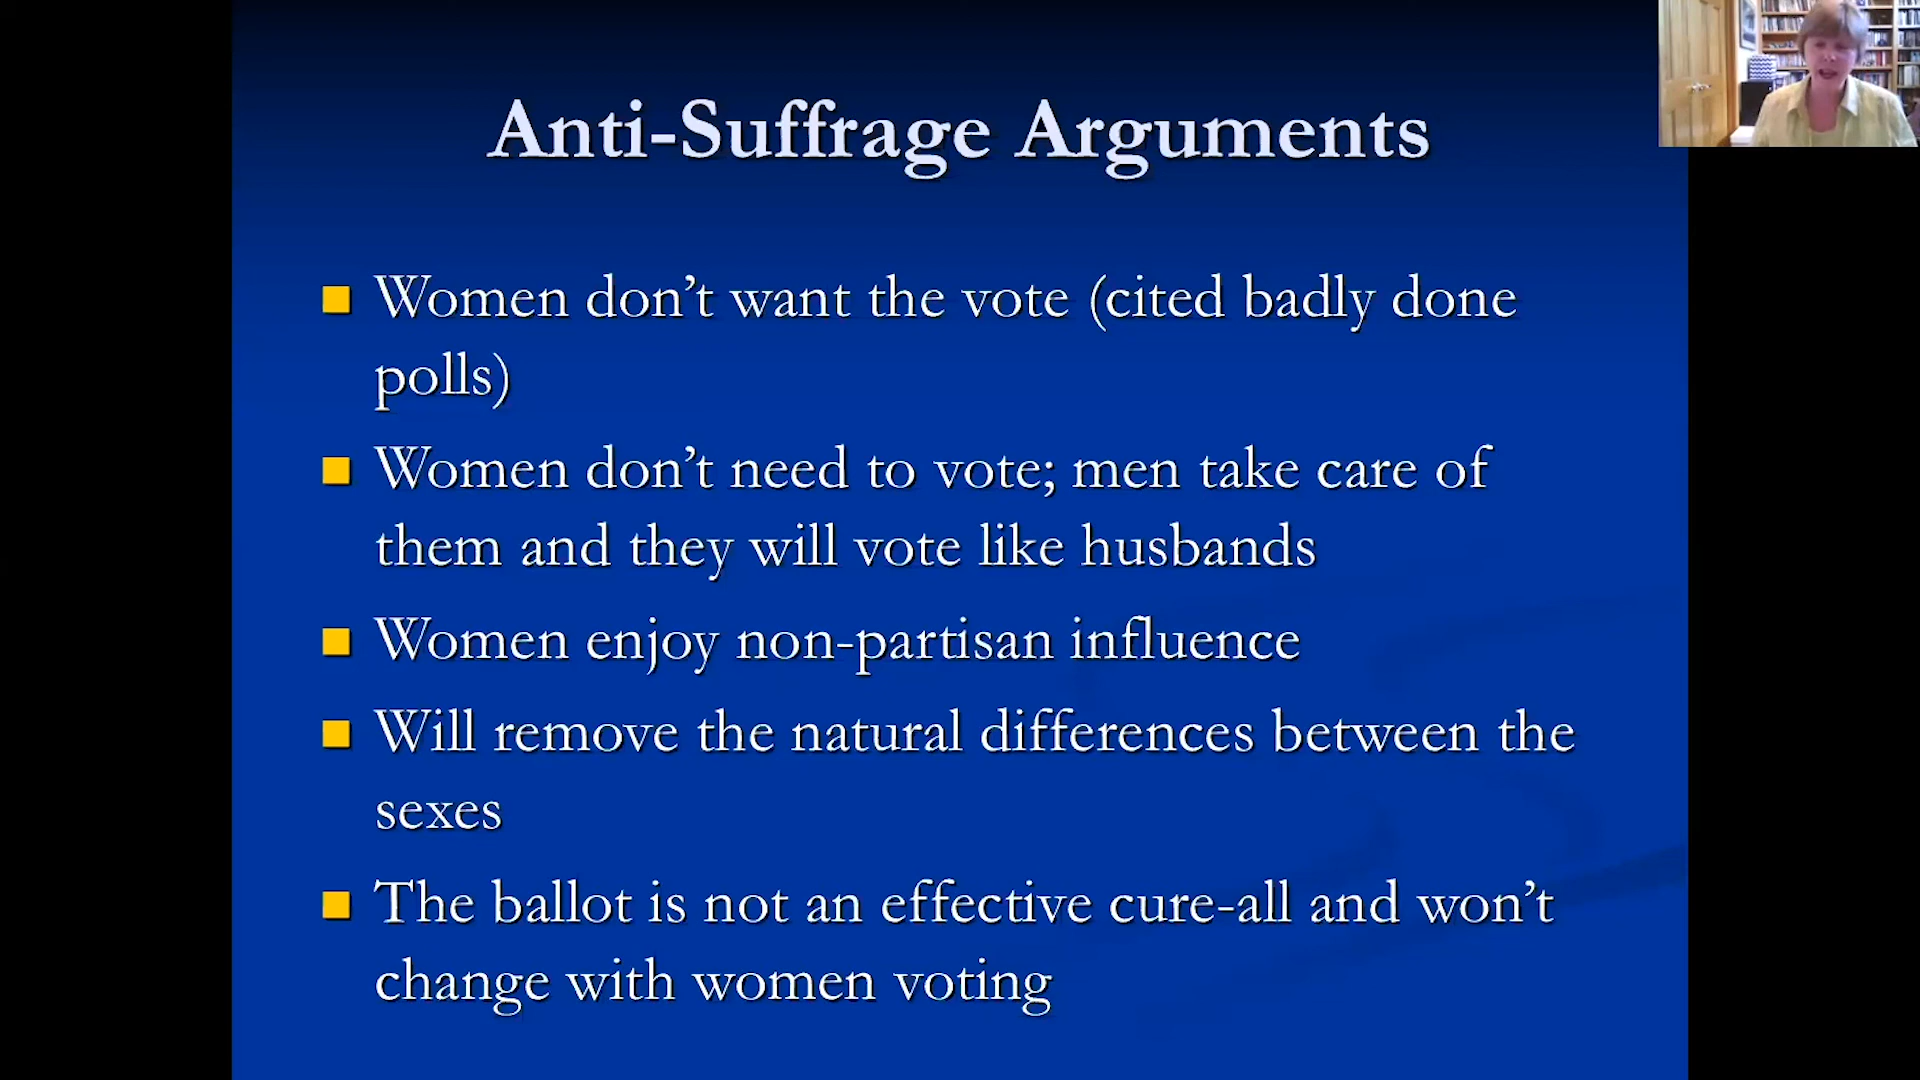 Anti-Suffrage Arguments
Women don’t want the vote (cited badly done
polls)
Women don’t need to vote; men take care of
them and they will vote like husbands
Women enjoy non-partisan influence
Will remove the natural differences between the
sexes
The ballot is not an effective cure-all and won’t
change with women voting